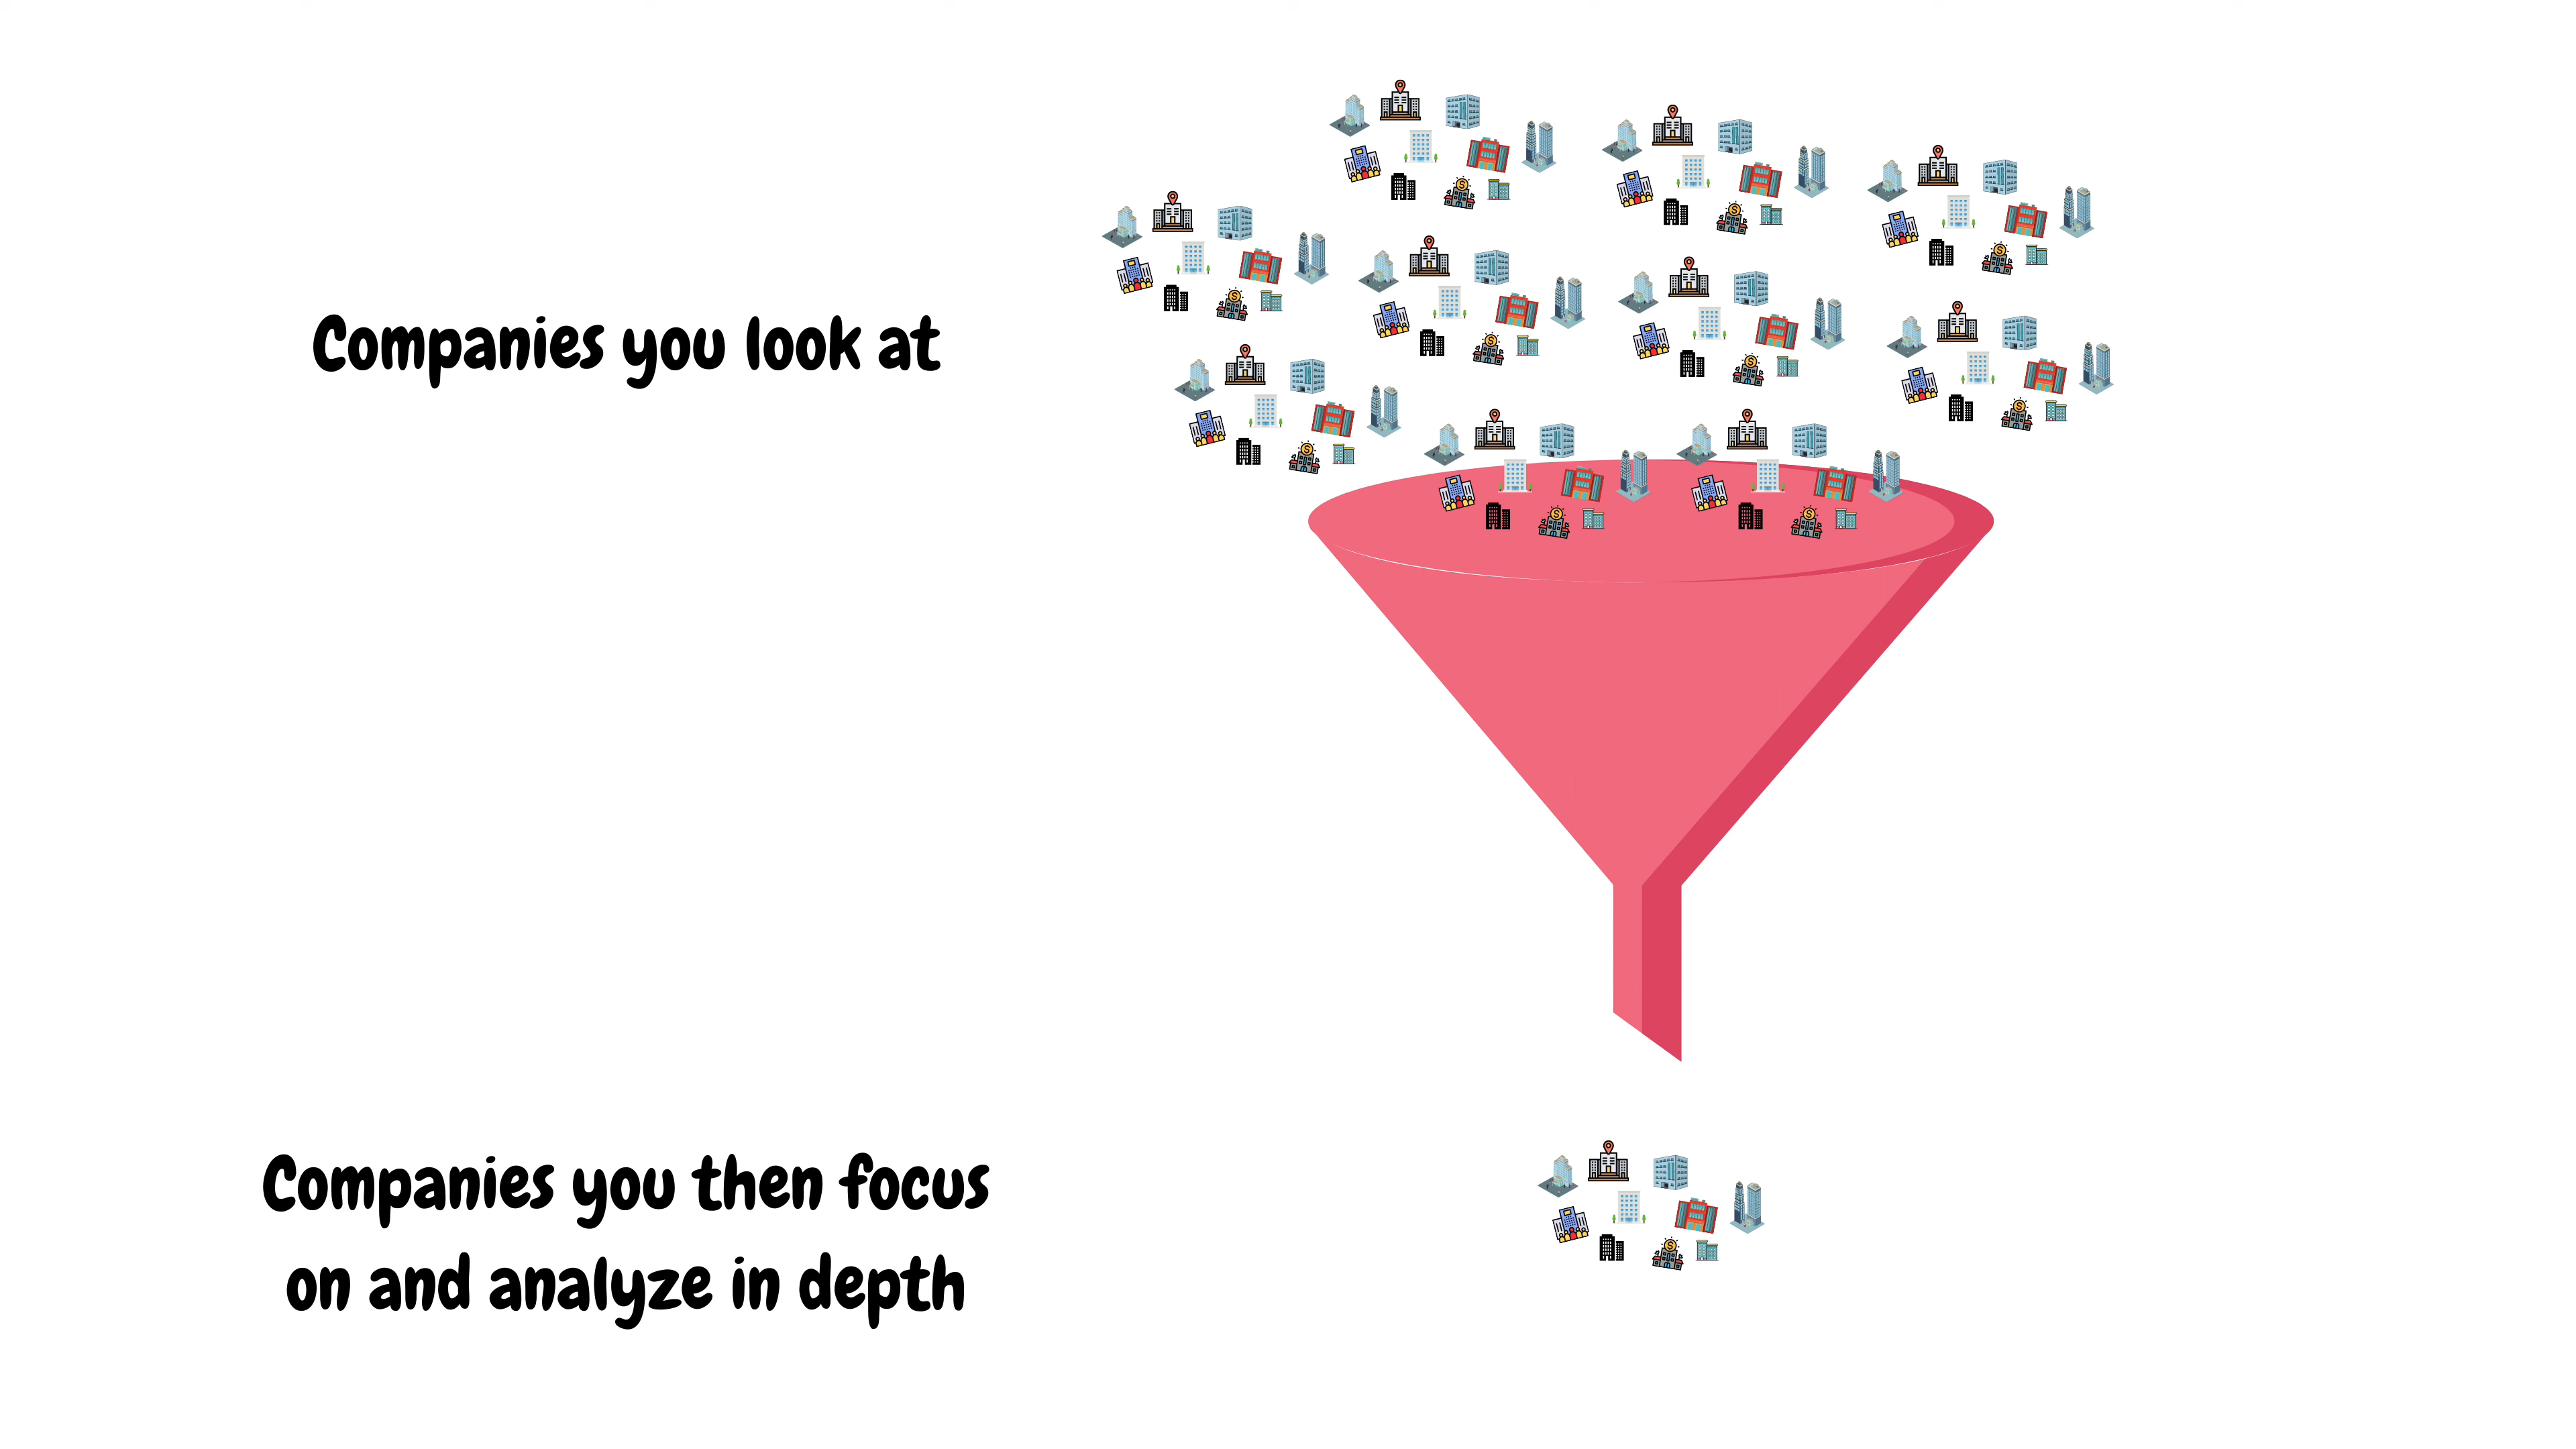 Companies you look at
Companies you then focus
on and analyze in depth